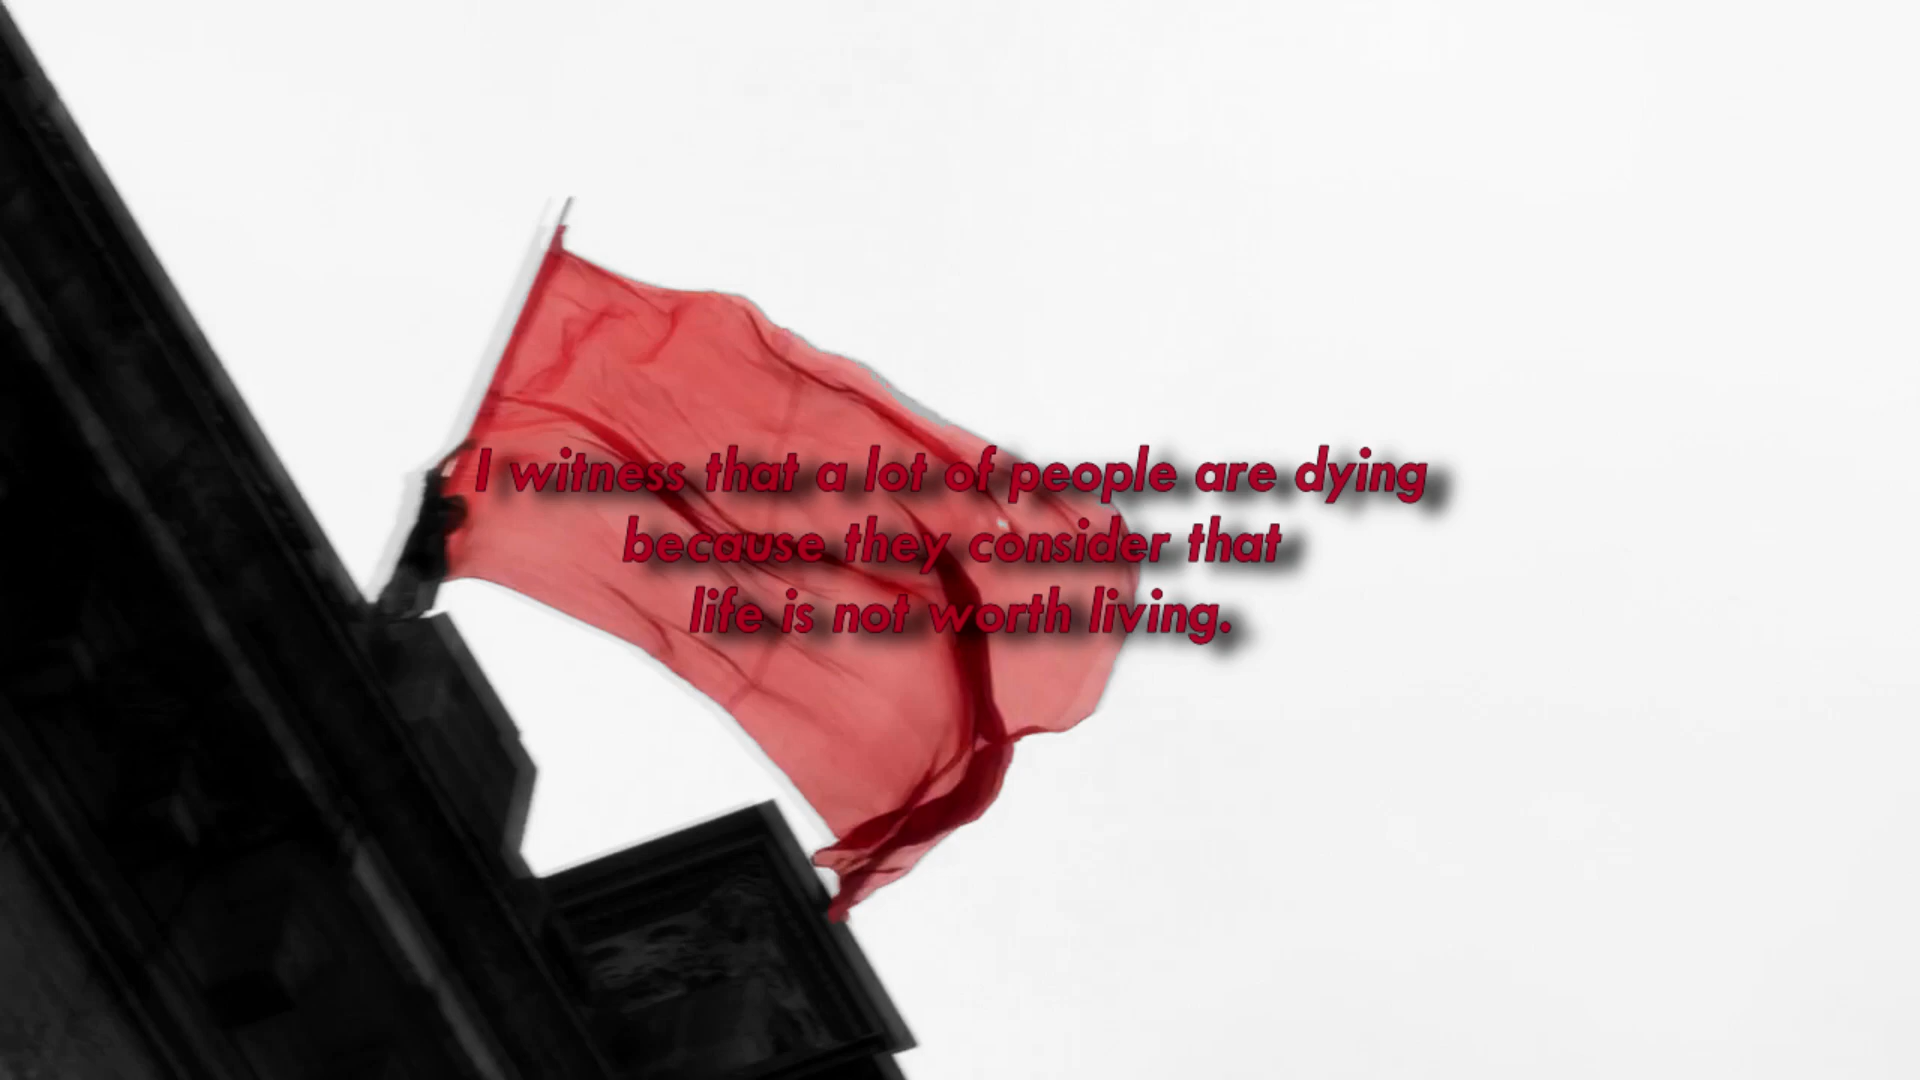 I witness that a lot of people are dying
because they consider that
life is not worth living.